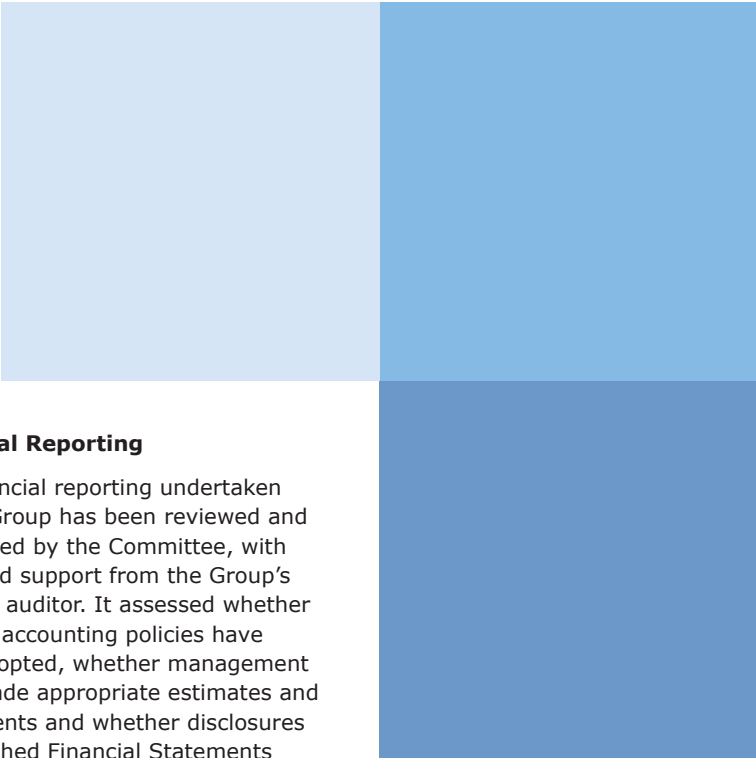 al Reporting
ncial reporting undertaken
Group has been reviewed and
ed by the Committee, with
d support from the Group’s
auditor. It assessed whether
accounting policies have
opted, whether management
de appropriate estimates and
ents and whether disclosures
hed Financial Statements